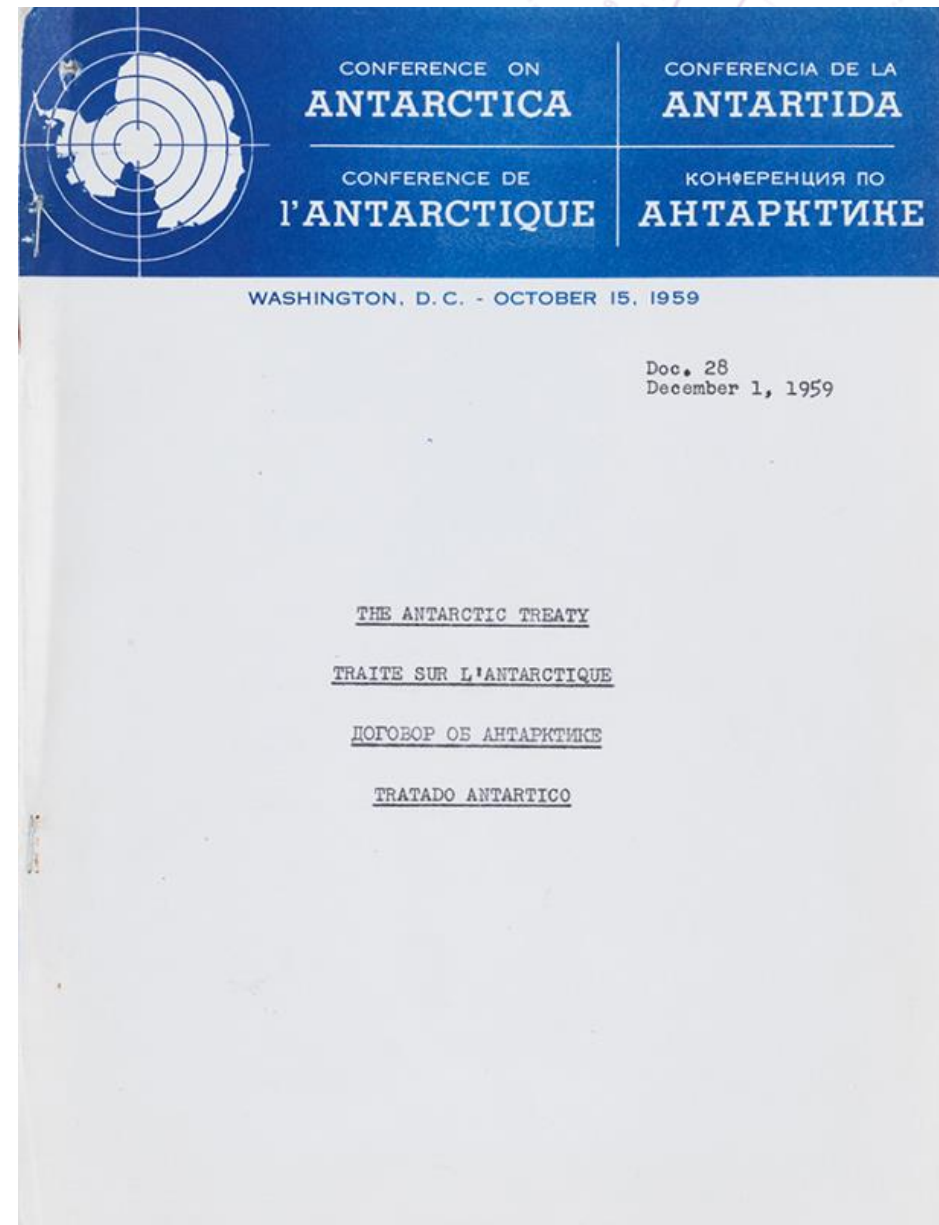 CONFERENCE ON
ANTARCTICA
CONFERENCIA DE LA
ANTARTIDA
CONFERENCE DE
l'ANTARCTIQUE
КОНФЕРЕНЦИЯ ПО
АНТАРКТИКЕ
WASHINGTON, D.C. - OCTOBER 15, 1959
Doc. 28
December 1, 1959
THE ANTARCTIC TREATY
TRAITE SUR L'ANTARCTIQUE
ДОГОВОР ОБ АНТАРКТИКЕ
TRATADO ANTARTICO